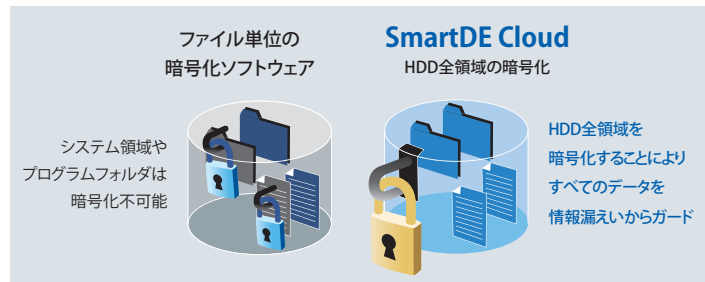 ファイル単位の
暗号化ソフトウェア
システム領域や
プログラムフォルダは
暗号化不可能
SmartDE Cloud
HDD全領域の暗号化
HDD全領域を
暗号化することにより
すべてのデータを
情報漏えいからガード